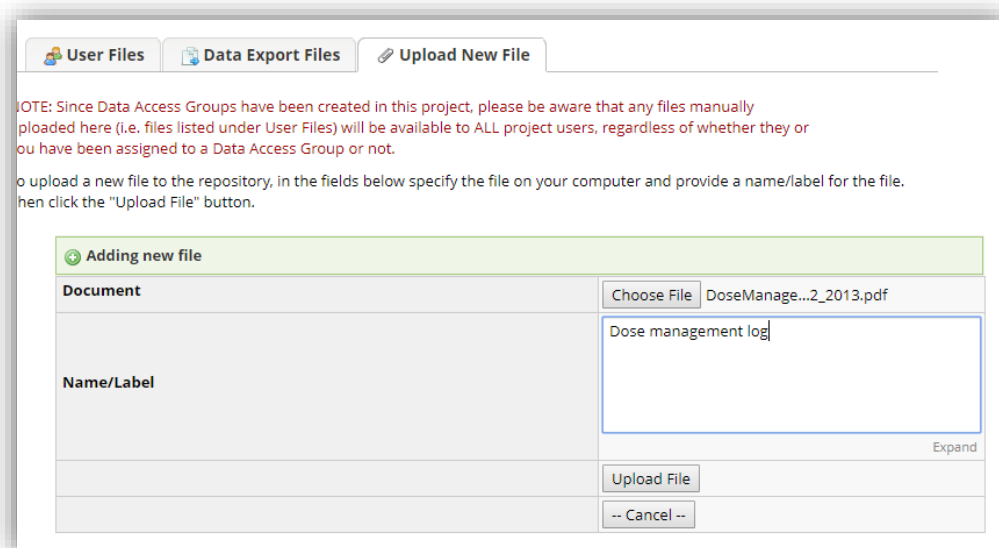 User Files Data Export Files Upload New File
OTE: Since Data Access Groups have been created in this project, please be aware that any files manually
ploaded here (i.e. files listed under User Files) will be available to ALL project users, regardless of whether they or
ou have been assigned to a Data Access Group or not.
o upload a new file to the repository, in the fields below specify the file on your computer and provide a name/label for the file.
hen click the "Upload File" button.
Adding new file
Document
Choose File DoseManage...2_2013.pdf
Dose management log
Name/Label
Expand
Upload File
-- Cancel --